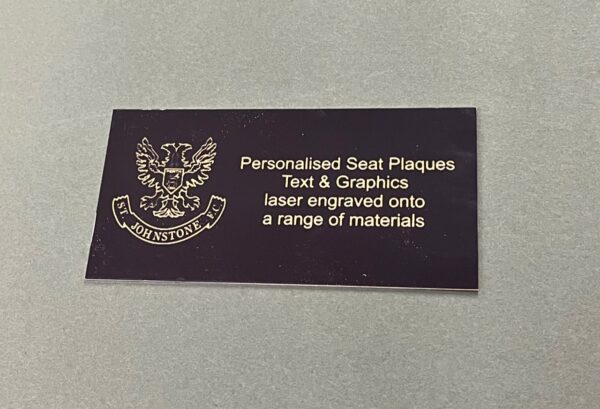 ST. JOHNSTONE F.C.
Personalised Seat Plaques
Text & Graphics
laser engraved onto
a range of materials